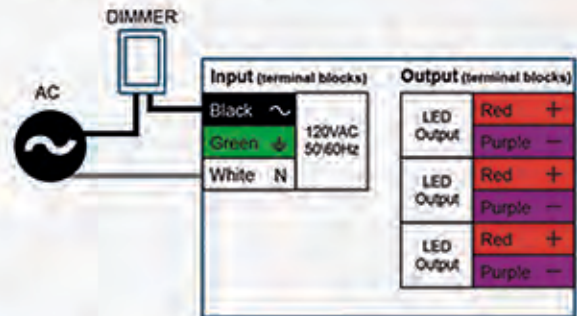 DIMMER
AC
Input (terminal blocks)
Black
Green
White N
120VAC
50\60Hz
Output (terminal blocks)
LED
Output
Red +
Purple −
LED
Output
Red +
Purple −
LED
Output
Red +
Purple −